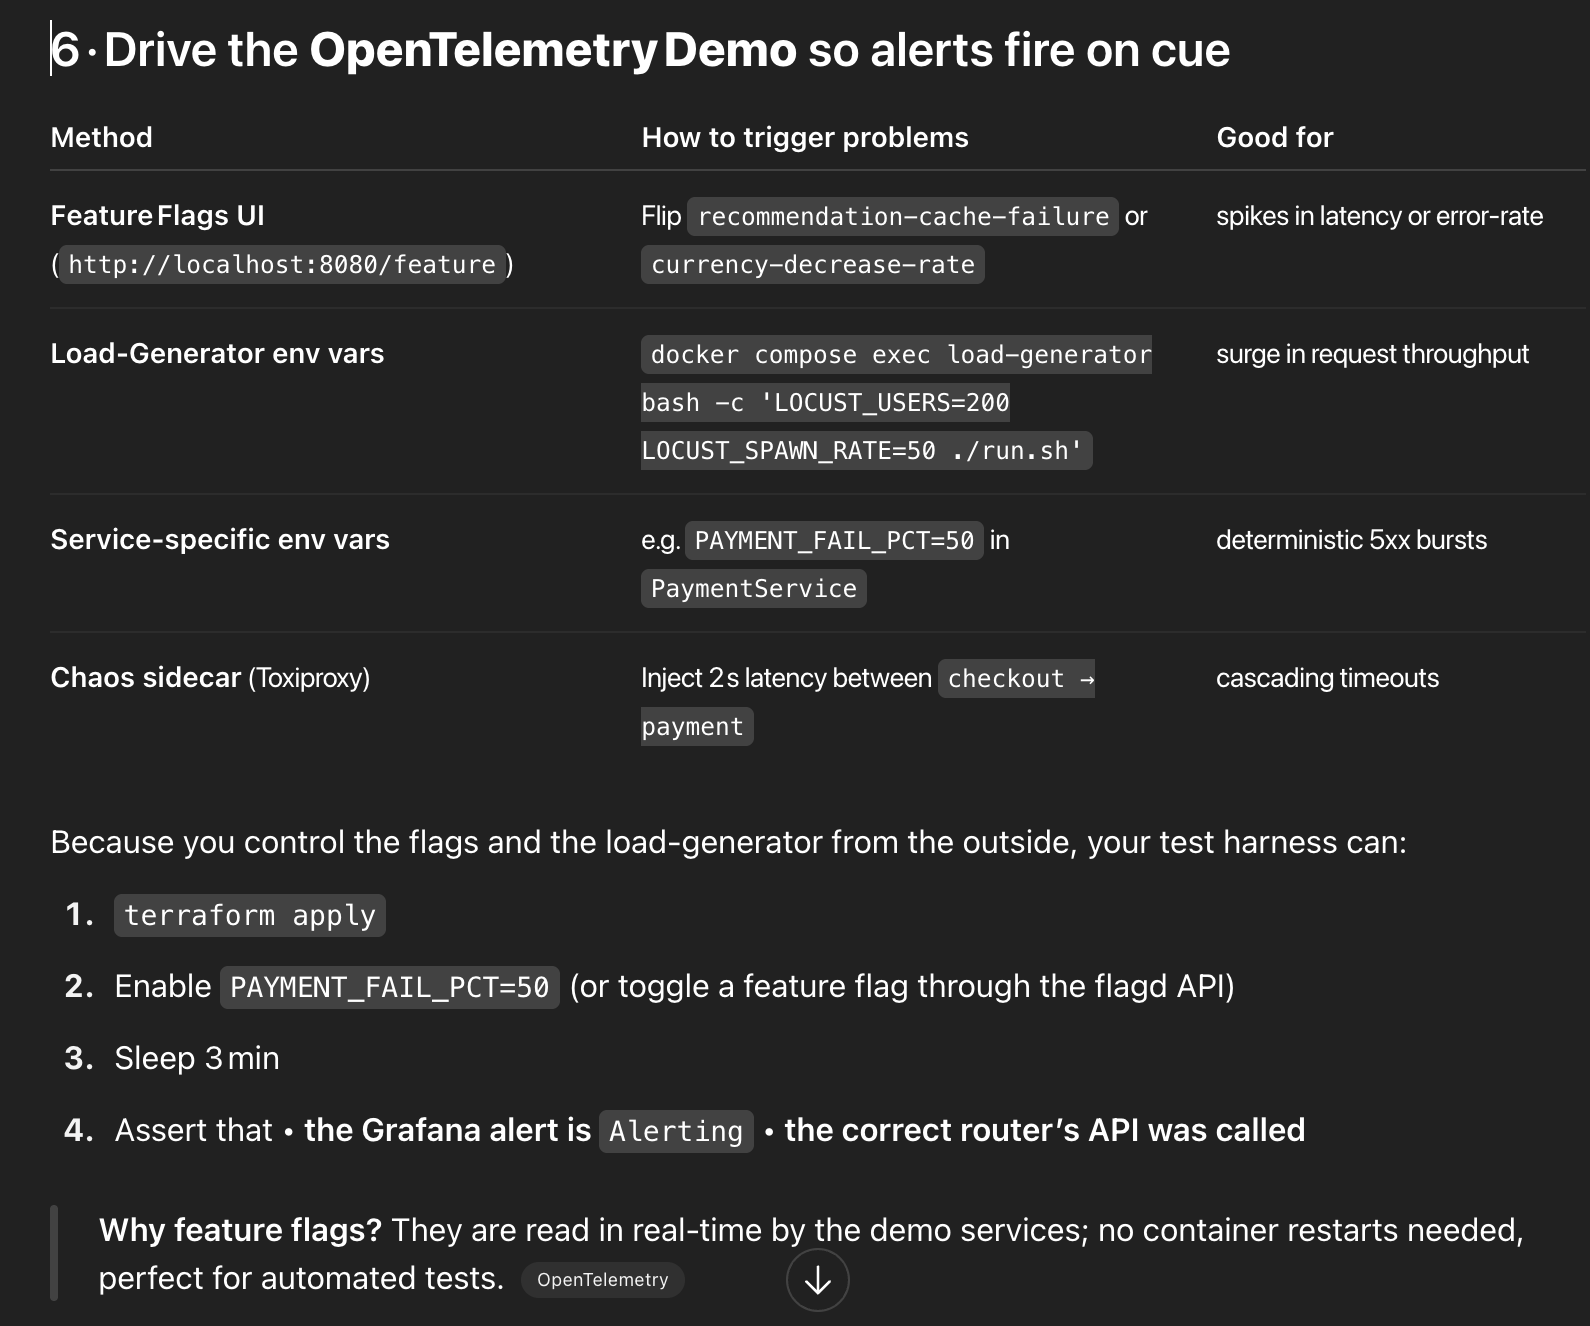 6 · Drive the OpenTelemetry Demo so alerts fire on cue
Method How to trigger problems Good for
Feature Flags UI Flip recommendation-cache-failure or spikes in latency or error-rate
(http://localhost:8080/feature) currency-decrease-rate
Load-Generator env vars docker compose exec load-generator surge in request throughput
bash -c 'LOCUST_USERS=200
LOCUST_SPAWN_RATE=50 ./run.sh'
Service-specific env vars e.g. PAYMENT_FAIL_PCT=50 in deterministic 5xx bursts
PaymentService
Chaos sidecar (Toxiproxy) Inject 2 s latency between checkout → cascading timeouts
payment
Because you control the flags and the load-generator from the outside, your test harness can:
1. terraform apply
2. Enable PAYMENT_FAIL_PCT=50 (or toggle a feature flag through the flagd API)
3. Sleep 3 min
4. Assert that • the Grafana alert is Alerting • the correct router’s API was called
Why feature flags? They are read in real-time by the demo services; no container restarts needed,
perfect for automated tests. OpenTelemetry